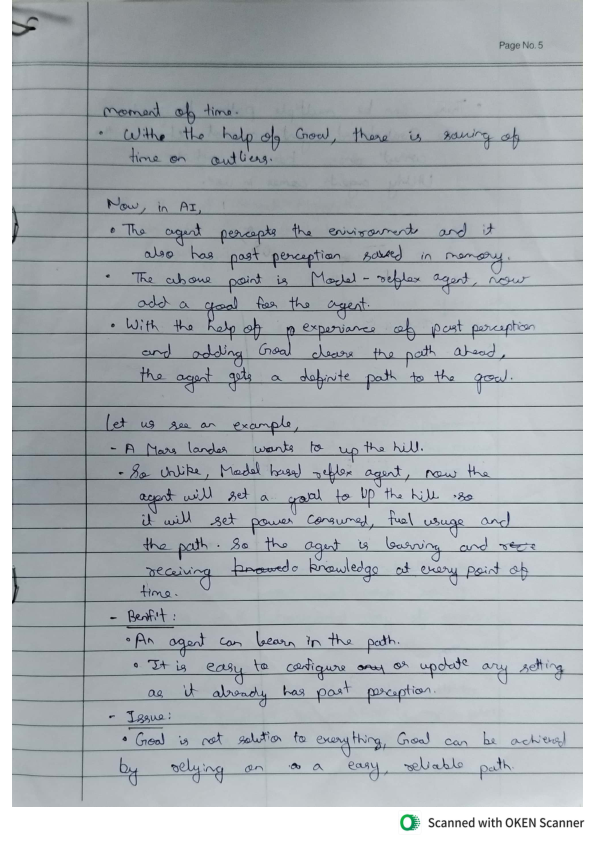 Page No. 5
moment of time.
• Withe the help of Goal, there is saving of
time on outliers.
Now, in AI,
• The agent percepts the environment and it
also has past perception saved in memory.
• The above point is Model - reflex agent, now
add a goal for the agent.
• With the help of experiance of past perception
and adding Goal cleare the path ahead,
the agent gets a definite path to the goal.
Let us see an example,
- A Mars lander wants to up the hill.
- So Unlike, Model based reflex agent, now the
agent will set a goal to UP the hill so
it will set power consumed, fuel usage and
the path. So the agent is learning and
receiving knowledge at every point of
time.
- Benfit:
• An agent can learn in the path.
• It is easy to configure or update any setting
as it already has past perception.
- Issue:
• Goal is not solution to everything, Goal can be achieved
by relying on a easy, reliable path.
Scanned with OKEN Scanner